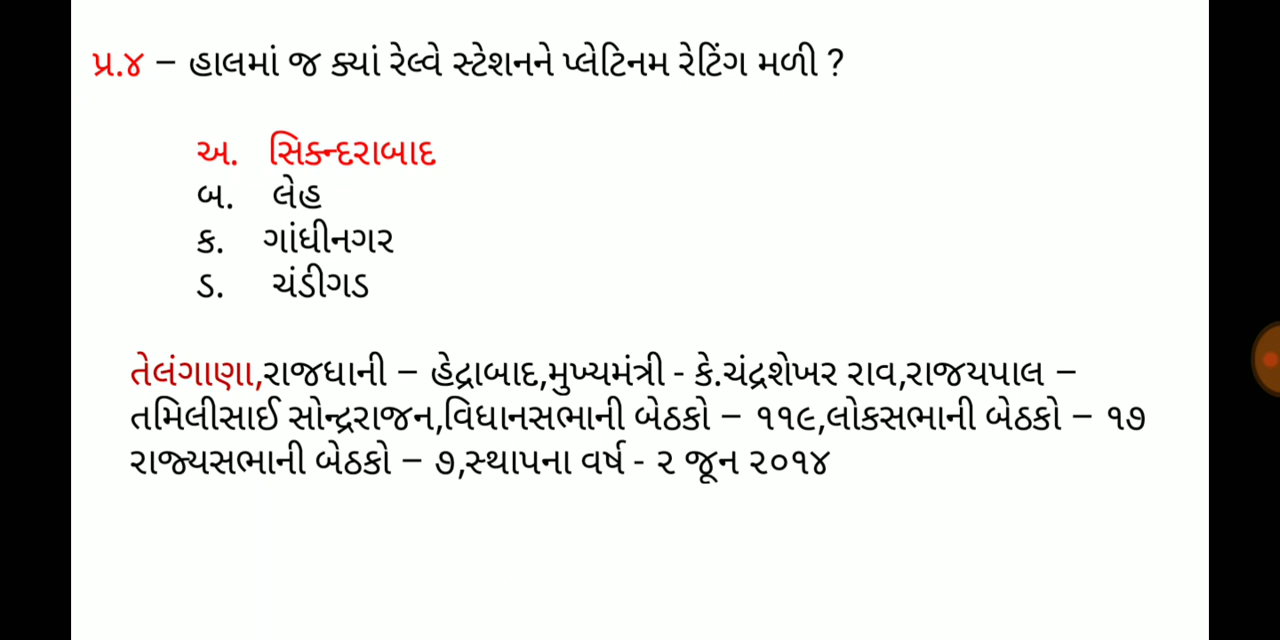 પ્ર.૪ – હાલમાં જ ક્યાં રેલ્વે સ્ટેશનને પ્લેટિનમ રેટિંગ મળી ?
અ. સિક્ન્દરાબાદ
બ. લેહ
ક. ગાંધીનગર
ડ. ચંડીગડ
તેલંગાણા,રાજધાની – હેદ્રાબાદ,મુખ્યમંત્રી - કે.ચંદ્રશેખર રાવ,રાજયપાલ –
તમિલીસાઈ સોન્દ્રરાજન,વિધાનસભાની બેઠકો – ૧૧૯,લોકસભાની બેઠકો – ૧૭
રાજ્યસભાની બેઠકો – ૭,સ્થાપના વર્ષ - ૨ જૂન ૨૦૧૪